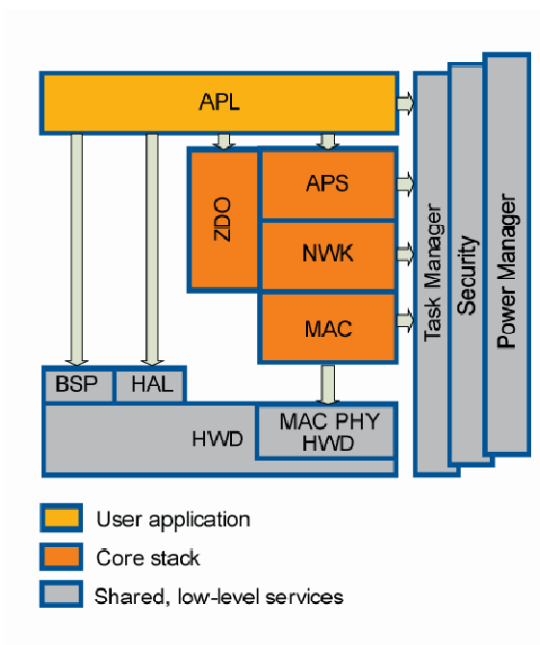 APL
ZDO
APS
NWK
MAC
Task Manager
Security
Power Manager
BSP
HAL
HWD
MAC PHY
HWD
User application
Core stack
Shared, low-level services